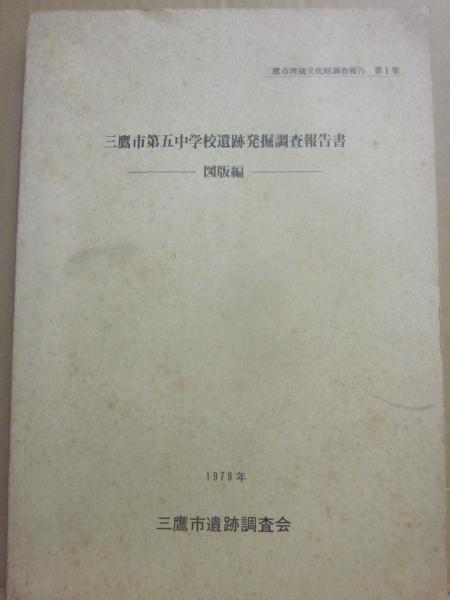 三鷹市埋蔵文化財調査報告 第1集
三鷹市第五中学校遺跡発掘調査報告書
図版編
1979年
三鷹市遺跡調査会